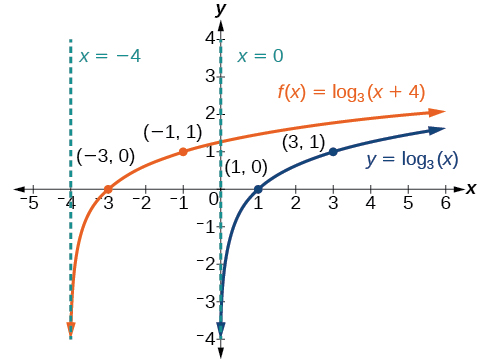 y
4
x = −4
x = 0
3
f(x) = log₃(x + 4)
2
(−1, 1)
(3, 1)
1
(−3, 0)
(1, 0)
y = log₃(x)
x
−5 −4 −3 −2 −1 0 1 2 3 4 5 6
−1
−2
−3
−4